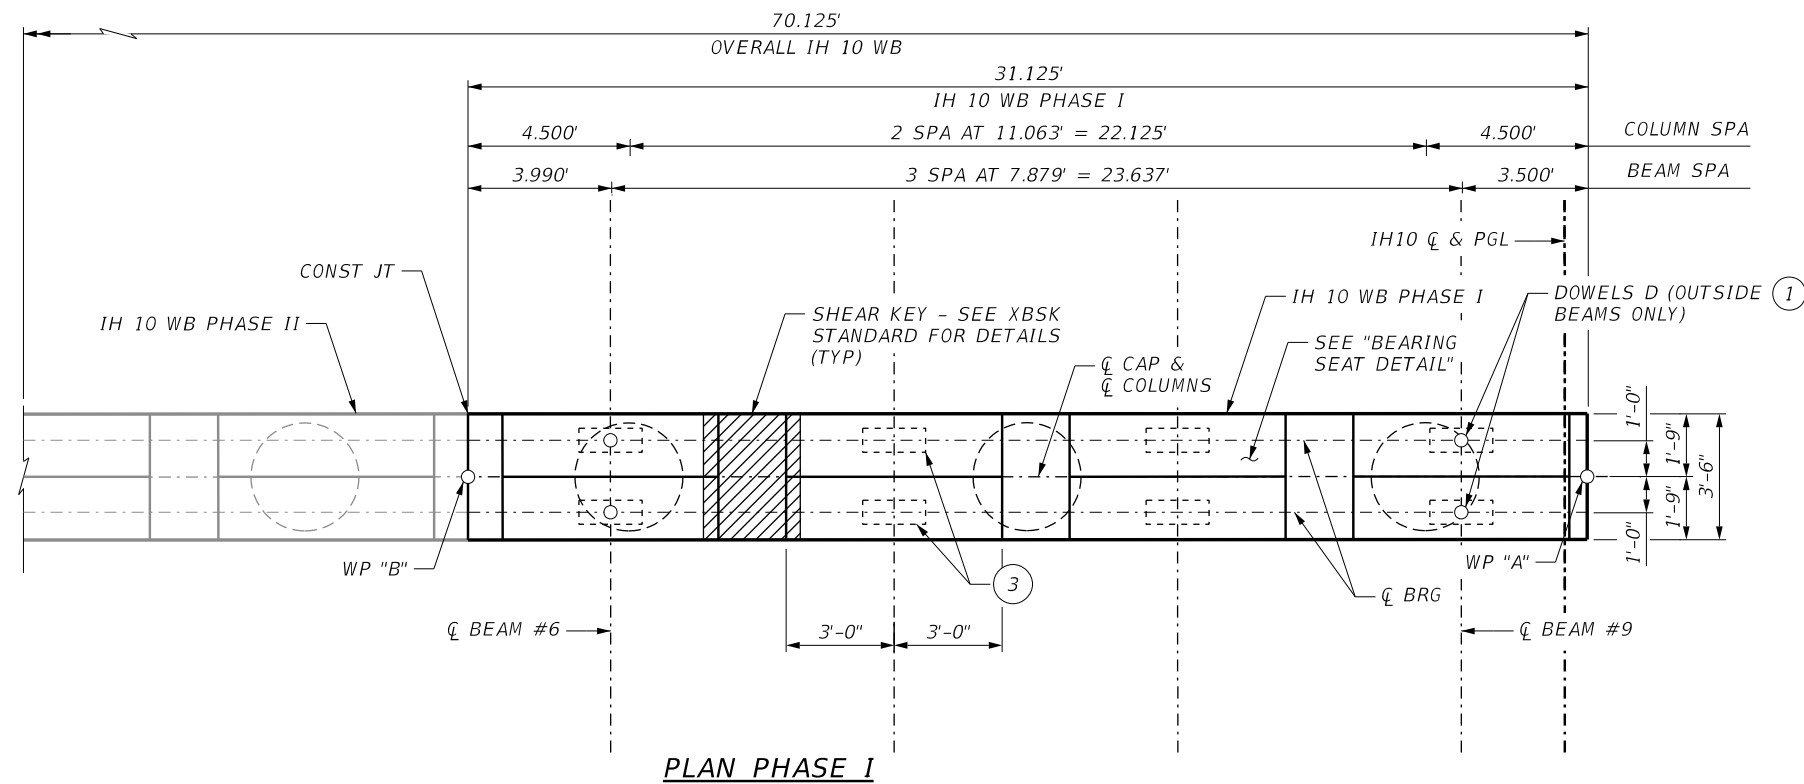 70.125'
OVERALL IH 10 WB
31.125'
IH 10 WB PHASE I
4.500'
2 SPA AT 11.063' = 22.125'
4.500'
COLUMN SPA
3.990'
3 SPA AT 7.879' = 23.637'
3.500'
BEAM SPA
IH10 ℄ & PGL
CONST JT
IH 10 WB PHASE II
SHEAR KEY - SEE XBSK
STANDARD FOR DETAILS
(TYP)
IH 10 WB PHASE I
DOWELS D (OUTSIDE
BEAMS ONLY)
1
SEE "BEARING
SEAT DETAIL"
℄ CAP &
℄ COLUMNS
1'-0"
1'-9"
3'-6"
1'-9"
1'-0"
WP "B"
WP "A"
3
℄ BRG
℄ BEAM #6
3'-0"
3'-0"
℄ BEAM #9
PLAN PHASE I